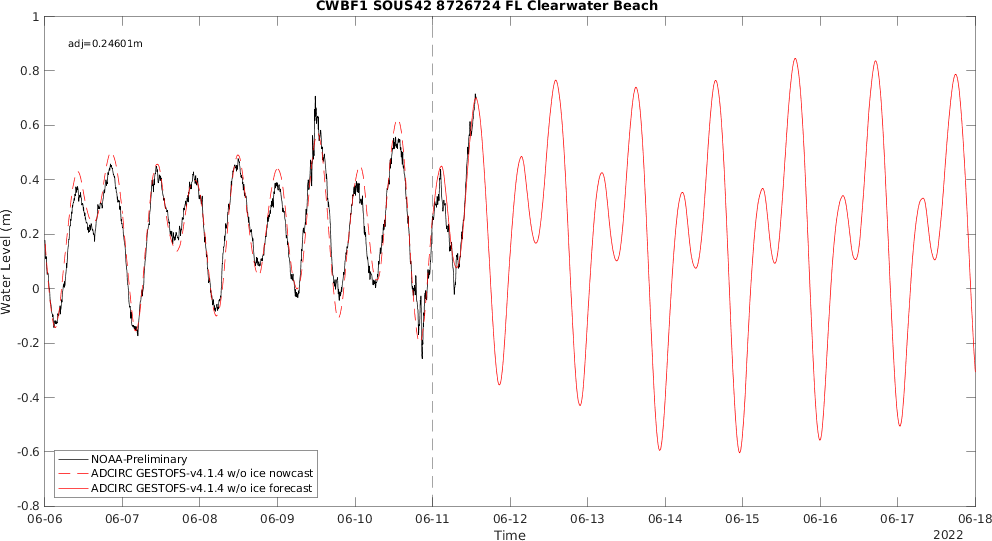 CWBF1 SOUS42 8726724 FL Clearwater Beach
adj=0.24601m
1
0.8
0.6
0.4
0.2
0
-0.2
-0.4
-0.6
-0.8
Water Level (m)
NOAA-Preliminary
ADCIRC GESTOFS-v4.1.4 w/o ice nowcast
ADCIRC GESTOFS-v4.1.4 w/o ice forecast
06-06 06-07 06-08 06-09 06-10 06-11 06-12 06-13 06-14 06-15 06-16 06-17 06-18
Time
2022